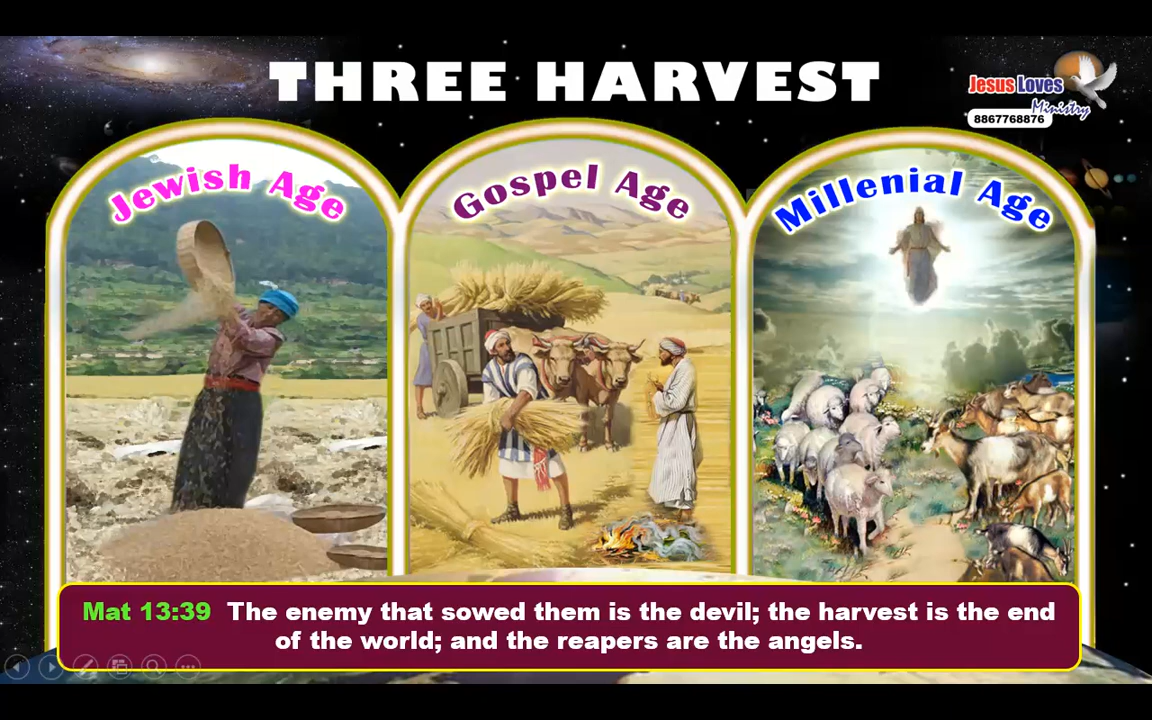 THREE HARVEST
Jesus Loves
Ministry
8867768876
Jewish Age
Gospel Age
Millenial Age
Mat 13:39 The enemy that sowed them is the devil; the harvest is the end
of the world; and the reapers are the angels.